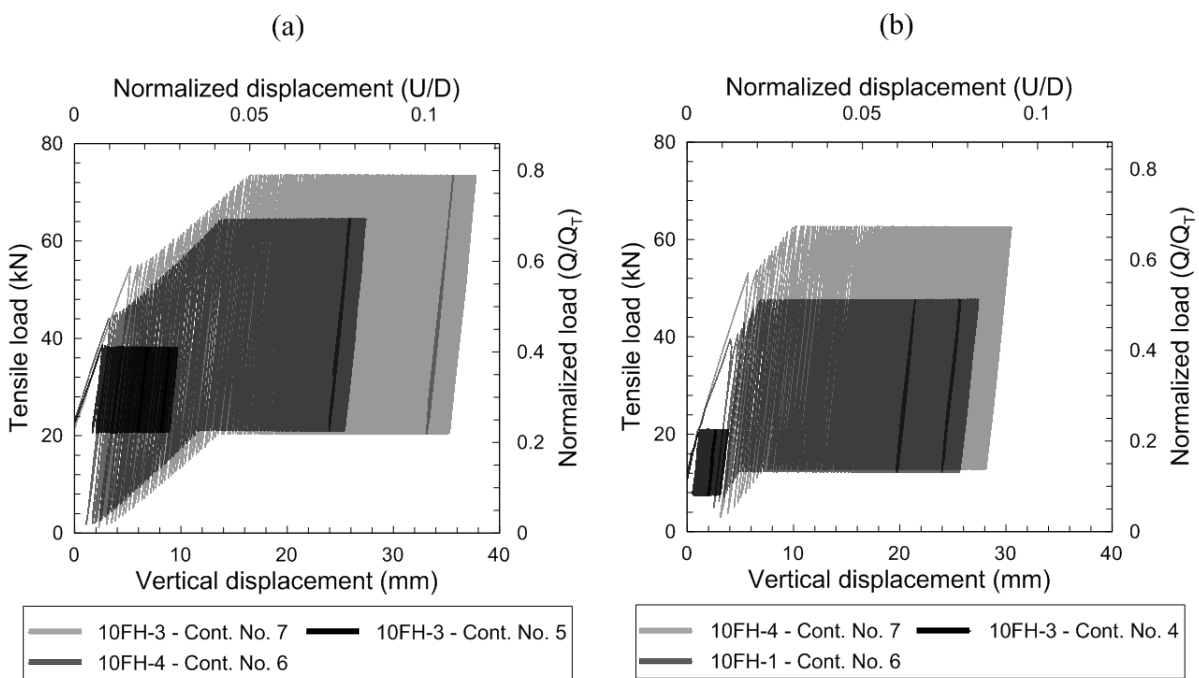 (a)
Normalized displacement (U/D)
0 0.05 0.1
80
60
40
20
0
Tensile load (kN)
0.8
0.6
0.4
0.2
0
Normalized load (Q/QT)
0 10 20 30 40
Vertical displacement (mm)
10FH-3 - Cont. No. 7 10FH-3 - Cont. No. 5
10FH-4 - Cont. No. 6
(b)
Normalized displacement (U/D)
0 0.05 0.1
80
60
40
20
0
Tensile load (kN)
0.8
0.6
0.4
0.2
0
Normalized load (Q/QT)
0 10 20 30 40
Vertical displacement (mm)
10FH-4 - Cont. No. 7 10FH-3 - Cont. No. 4
10FH-1 - Cont. No. 6